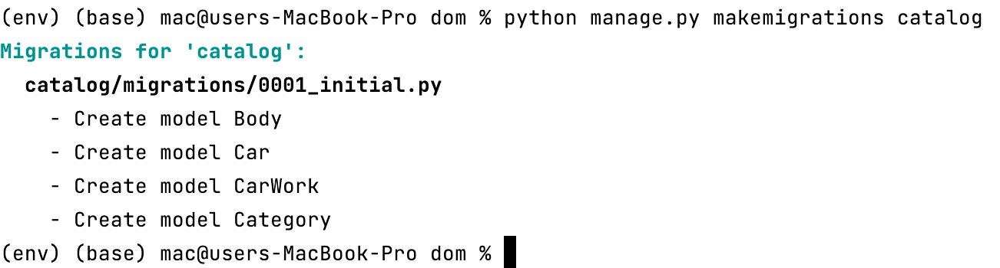 (env) (base) mac@users-MacBook-Pro dom % python manage.py makemigrations catalog
Migrations for 'catalog':
  catalog/migrations/0001_initial.py
    - Create model Body
    - Create model Car
    - Create model CarWork
    - Create model Category
(env) (base) mac@users-MacBook-Pro dom %